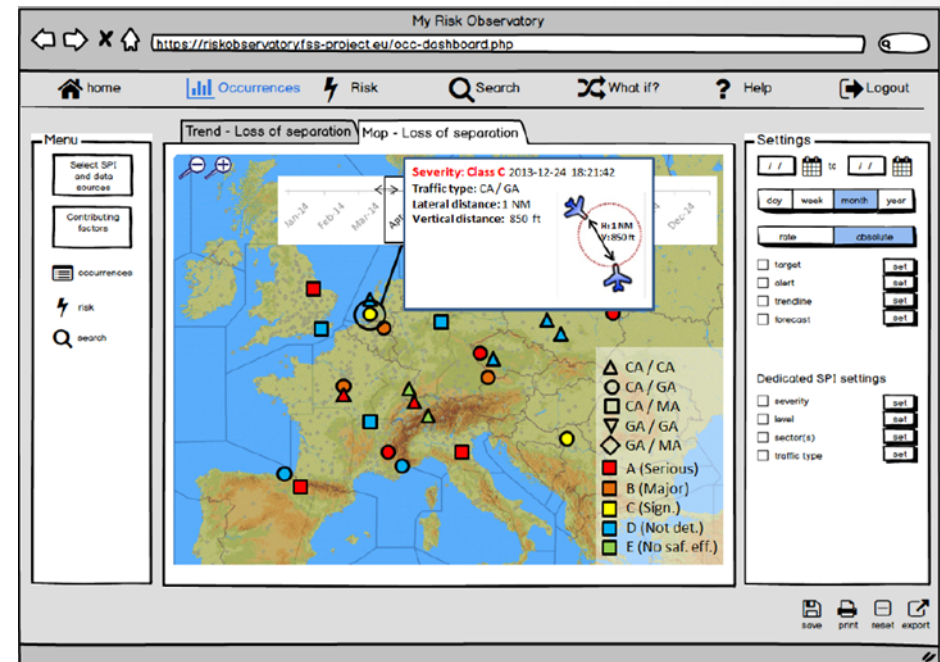 My Risk Observatory
https://riskobservatory.fss-project.eu/occ-dashboard.php
home
Occurrences
Risk
Search
What if?
Help
Logout
Menu
Select SPI
and data
sources
Contributing
factors
occurrences
risk
search
Trend - Loss of separation
Map - Loss of separation
Jan-14
Feb-14
Mar-14
Dec-14
Severity: Class C 2013-12-24 18:21:42
Traffic type: CA / GA
Lateral distance: 1 NM
Vertical distance: 850 ft
H: 1 NM
V: 850 ft
CA / CA
CA / GA
CA / MA
GA / GA
GA / MA
A (Serious)
B (Major)
C (Sign.)
D (Not det.)
E (No saf. eff.)
Settings
/ / to / /
day week month year
rate absolute
target set
alert set
trendline set
forecast set
Dedicated SPI settings
severity set
level set
sector(s) set
traffic type set
save print reset export